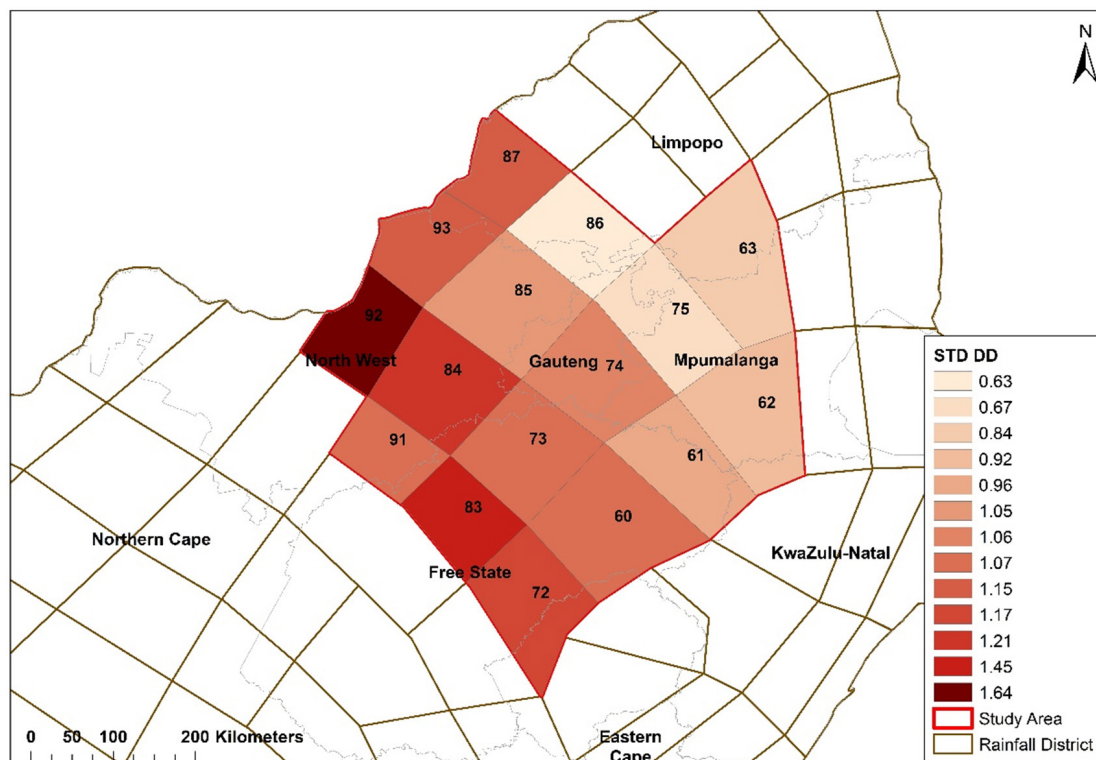 N
Limpopo
87
86
93
63
85
75
92
North West
84
Gauteng
74
Mpumalanga
62
91
73
61
83
60
Northern Cape
KwaZulu-Natal
Free State
72
Eastern
Cape
0 50 100 200 Kilometers
STD DD
0.63
0.67
0.84
0.92
0.96
1.05
1.06
1.07
1.15
1.17
1.21
1.45
1.64
Study Area
Rainfall District